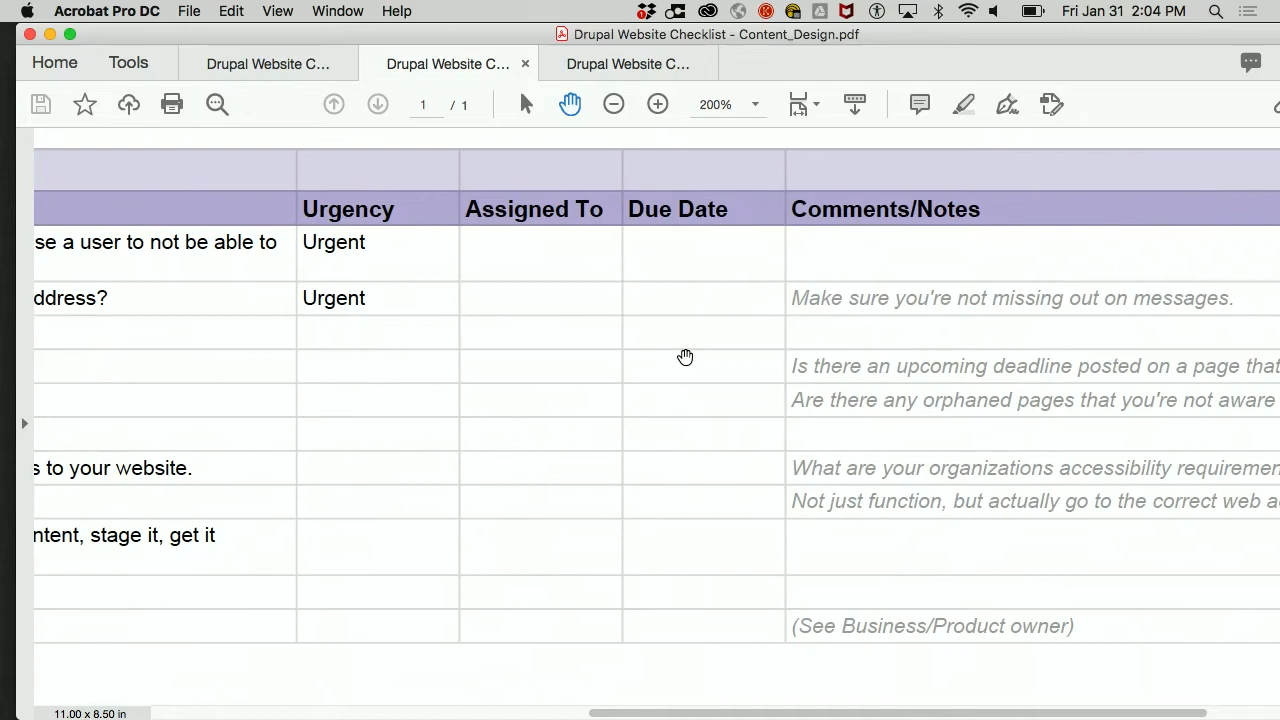 Acrobat Pro DC File Edit View Window Help Fri Jan 31 2:04 PM
Drupal Website Checklist - Content_Design.pdf
Home Tools Drupal Website C... Drupal Website C... × Drupal Website C...
1 / 1 200%
Urgency Assigned To Due Date Comments/Notes
se a user to not be able to Urgent
ddress? Urgent Make sure you're not missing out on messages.
Is there an upcoming deadline posted on a page that
Are there any orphaned pages that you're not aware
s to your website. What are your organizations accessibility requiremen
Not just function, but actually go to the correct web a
ntent, stage it, get it
(See Business/Product owner)
11.00 x 8.50 in